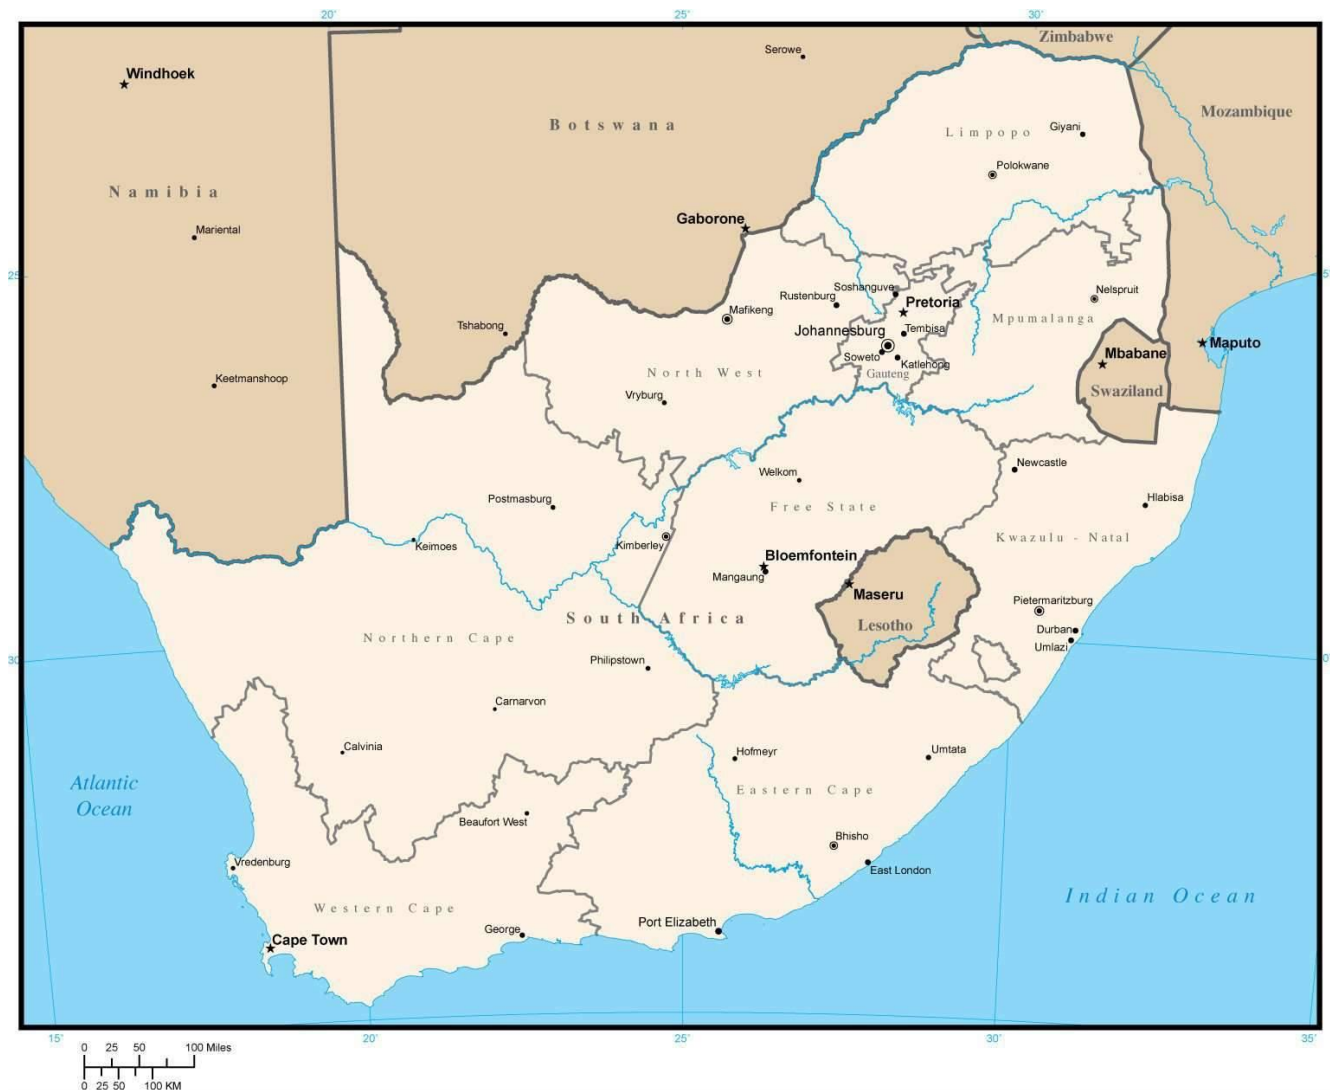 20°
25°
30°
Zimbabwe
Serowe
Windhoek
Mozambique
Botswana
Giyani
Limpopo
Polokwane
Namibia
Gaborone
Mariental
25
5°
Soshanguve
Nelspruit
Rustenburg
Pretoria
Mafikeng
Mpumalanga
Tshabong
Johannesburg
Tembisa
Maputo
Mbabane
Soweto
Katlehong
North West
Gauteng
Keetmanshoop
Swaziland
Vryburg
Newcastle
Welkom
Postmasburg
Hlabisa
Free State
Kwazulu - Natal
Keimoes
Kimberley
Bloemfontein
Mangaung
Maseru
Pietermaritzburg
South Africa
Lesotho
Durban
Northern Cape
Umlazi
30
0°
Philipstown
Carnarvon
Calvinia
Hofmeyr
Umtata
Atlantic
Ocean
Eastern Cape
Beaufort West
Bhisho
Vredenburg
East London
Indian Ocean
Western Cape
Port Elizabeth
George
Cape Town
15°
20°
25°
30°
35°
0 25 50 100 Miles
0 25 50 100 KM